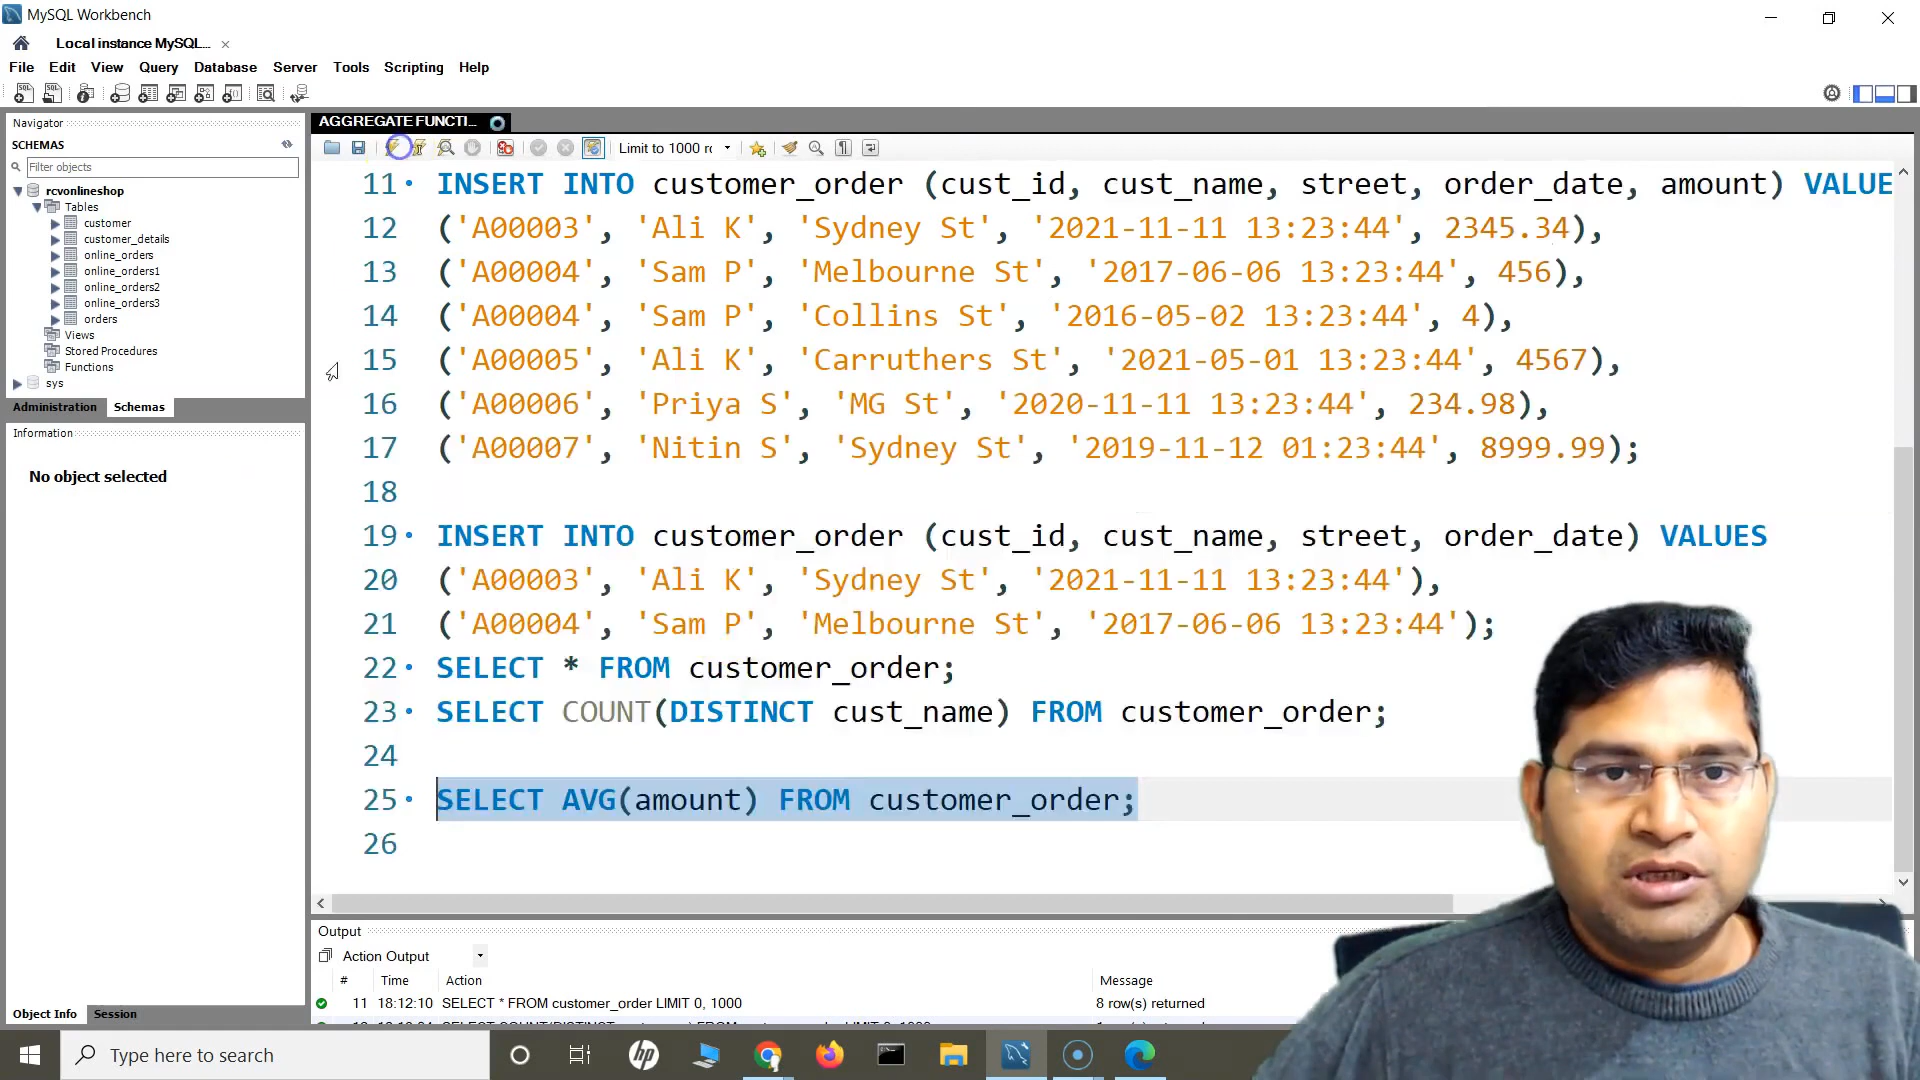 MySQL Workbench
Local instance MySQL...
File Edit View Query Database Server Tools Scripting Help
Navigator
SCHEMAS
Filter objects
rcvonlineshop
Tables
customer
customer_details
online_orders
online_orders1
online_orders2
online_orders3
orders
Views
Stored Procedures
Functions
sys
Administration Schemas
Information
No object selected
Object Info Session
AGGREGATE FUNCTI...
Limit to 1000 rc
11 INSERT INTO customer_order (cust_id, cust_name, street, order_date, amount) VALUE
12 ('A00003', 'Ali K', 'Sydney St', '2021-11-11 13:23:44', 2345.34),
13 ('A00004', 'Sam P', 'Melbourne St', '2017-06-06 13:23:44', 456),
14 ('A00004', 'Sam P', 'Collins St', '2016-05-02 13:23:44', 4),
15 ('A00005', 'Ali K', 'Carruthers St', '2021-05-01 13:23:44', 4567),
16 ('A00006', 'Priya S', 'MG St', '2020-11-11 13:23:44', 234.98),
17 ('A00007', 'Nitin S', 'Sydney St', '2019-11-12 01:23:44', 8999.99);
18
19 INSERT INTO customer_order (cust_id, cust_name, street, order_date) VALUES
20 ('A00003', 'Ali K', 'Sydney St', '2021-11-11 13:23:44'),
21 ('A00004', 'Sam P', 'Melbourne St', '2017-06-06 13:23:44');
22 SELECT * FROM customer_order;
23 SELECT COUNT(DISTINCT cust_name) FROM customer_order;
24
25 SELECT AVG(amount) FROM customer_order;
26
Output
Action Output
# Time Action Message
11 18:12:10 SELECT * FROM customer_order LIMIT 0, 1000 8 row(s) returned
Type here to search
hp